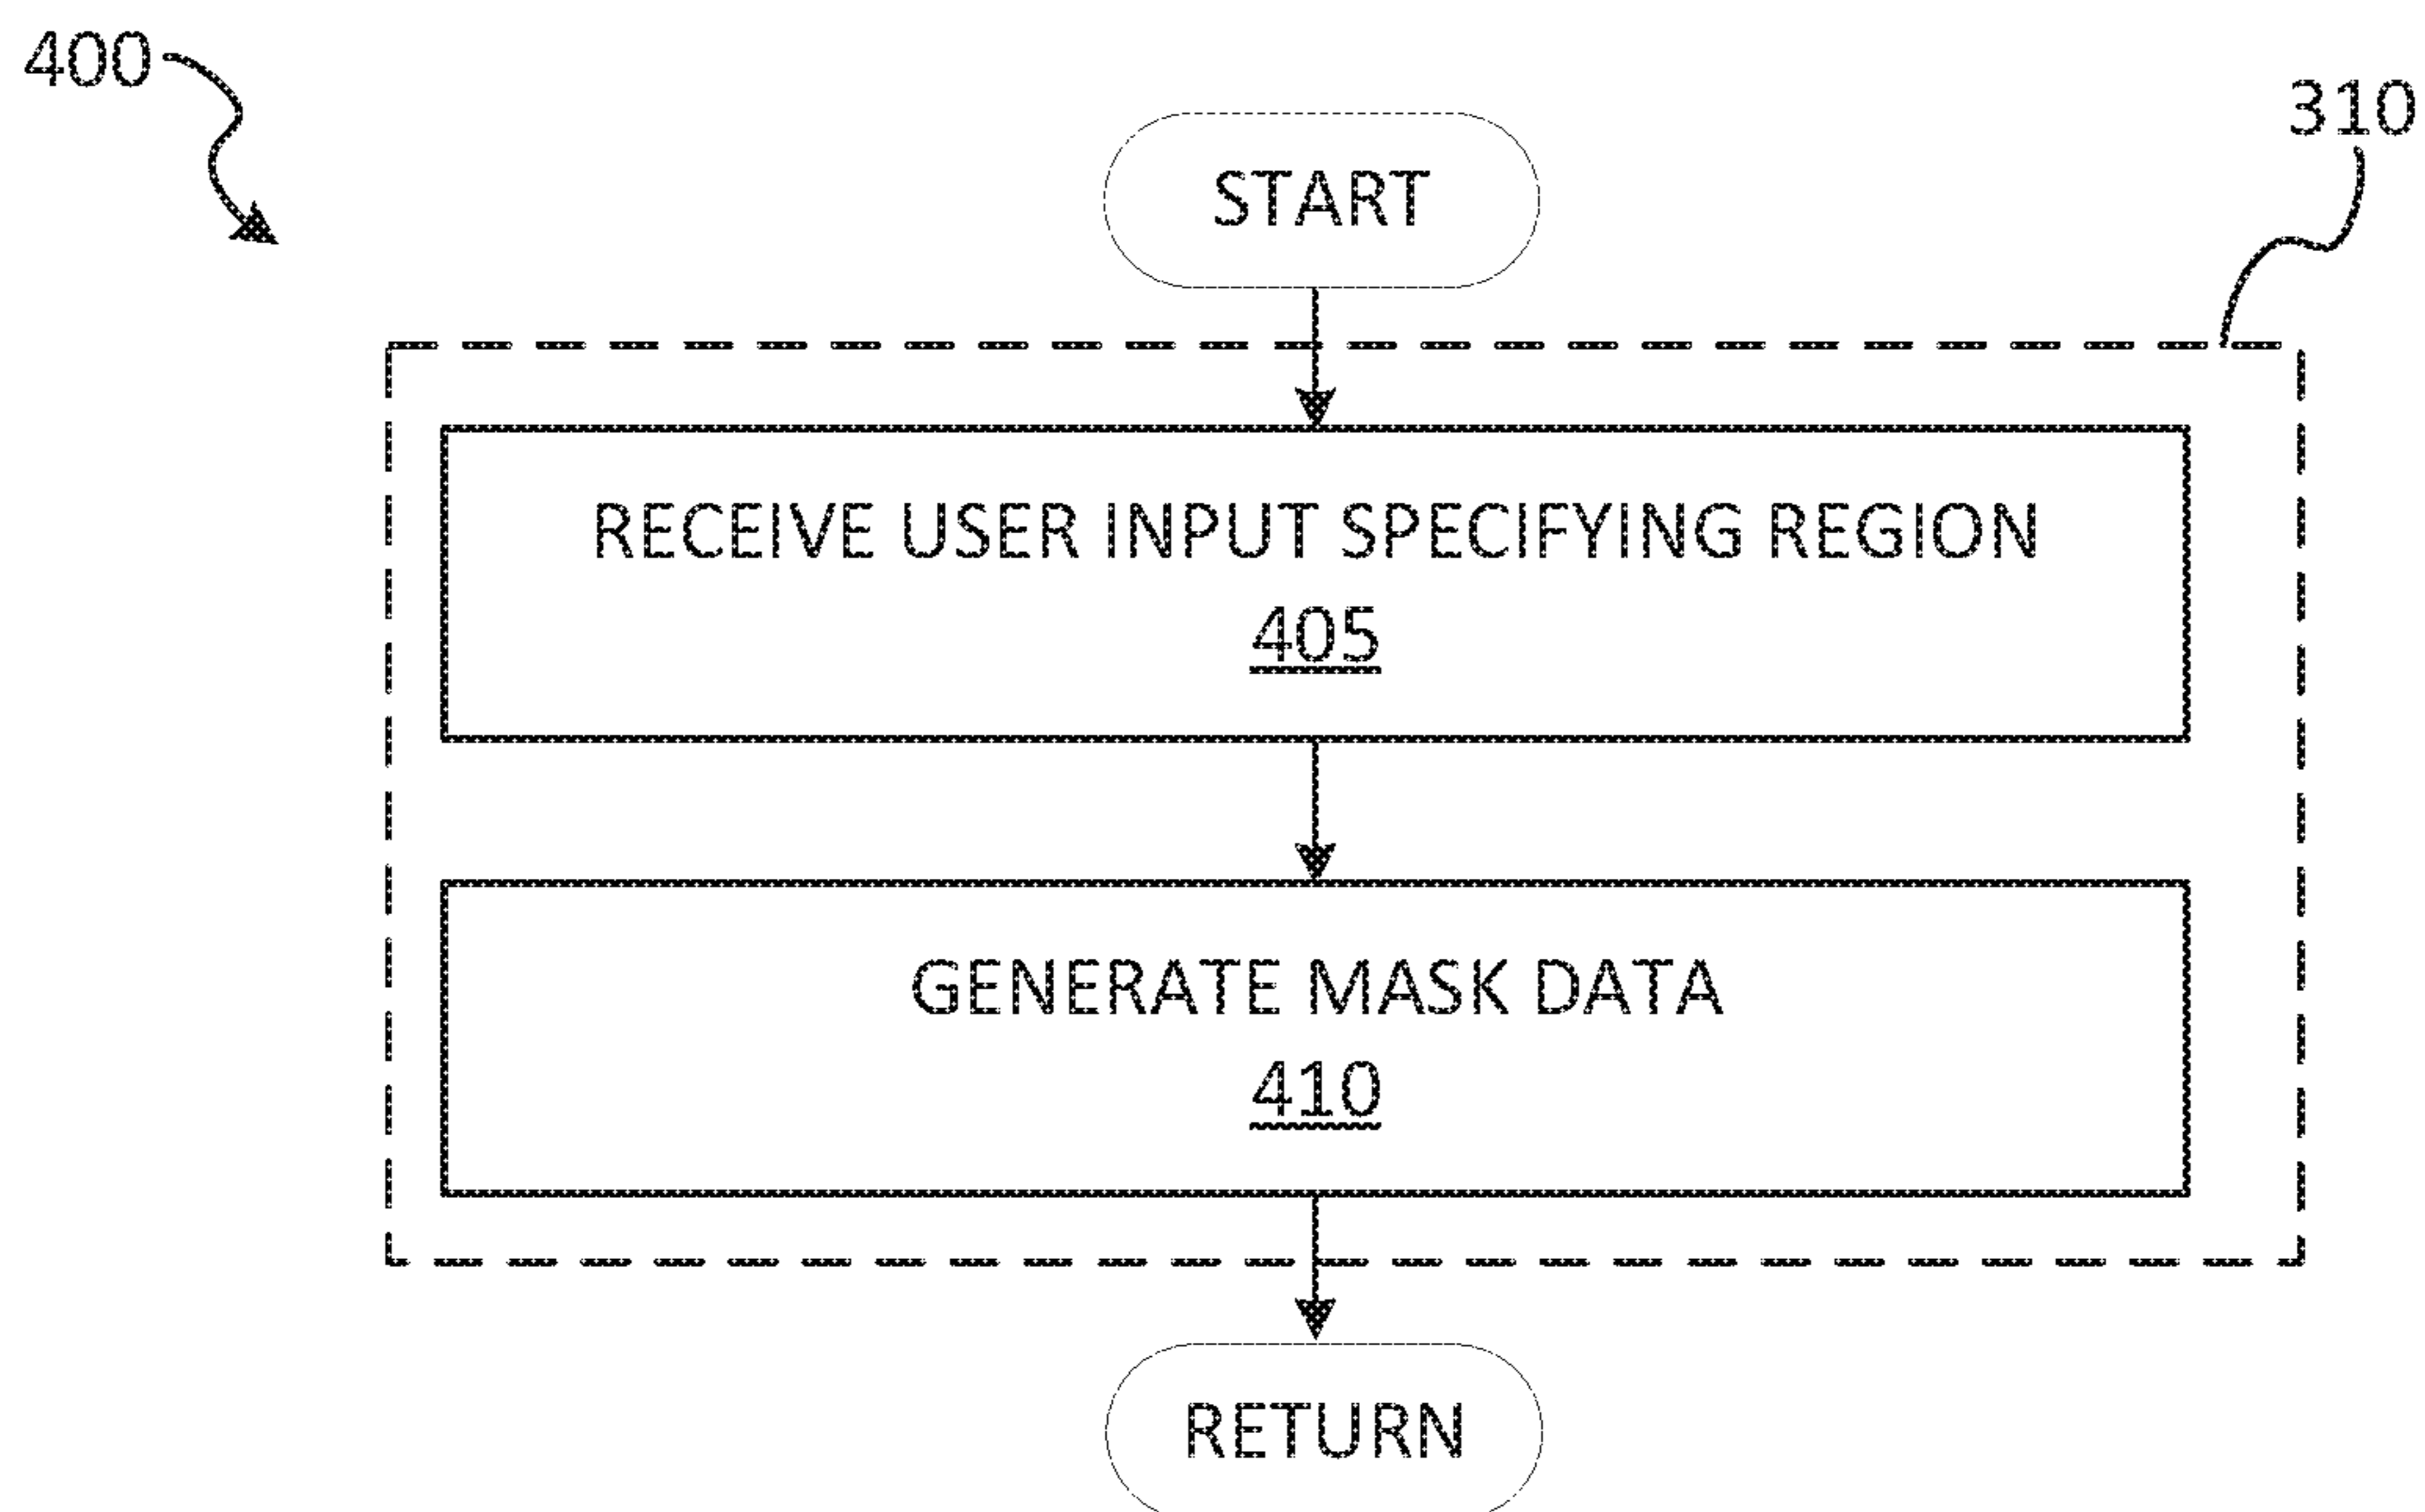 400
310
START
RECEIVE USER INPUT SPECIFYING REGION
405
GENERATE MASK DATA
410
RETURN